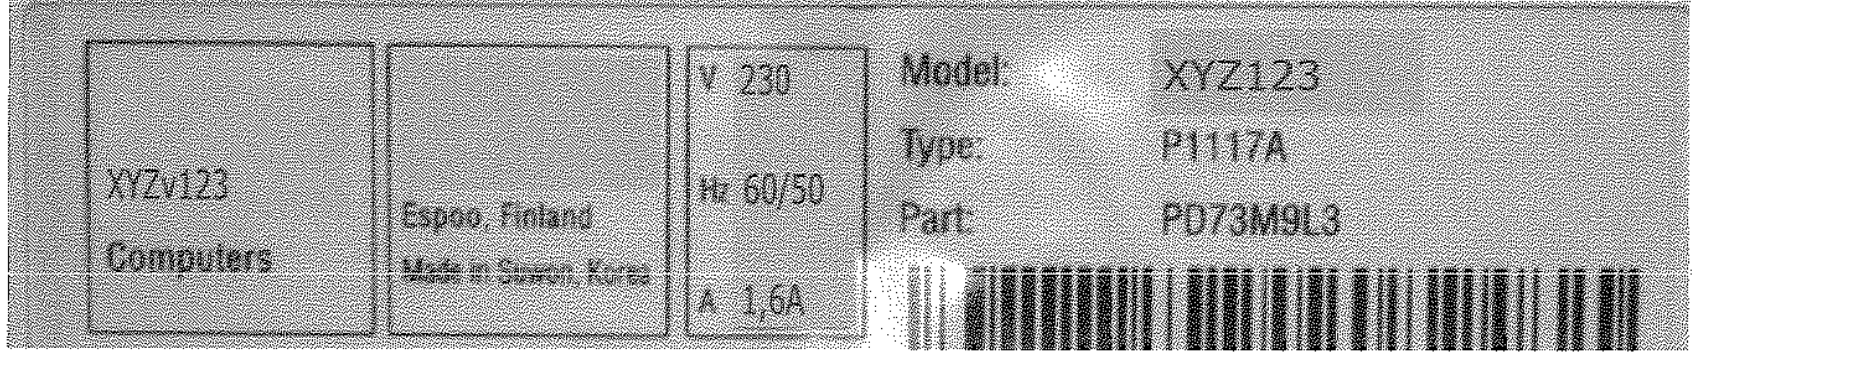 XYZv123
Computers
Espoo, Finland
Made in Suwon, Korea
V 230
Hz 60/50
A 1,6A
Model: XYZ123
Type: P1117A
Part: PD73M9L3